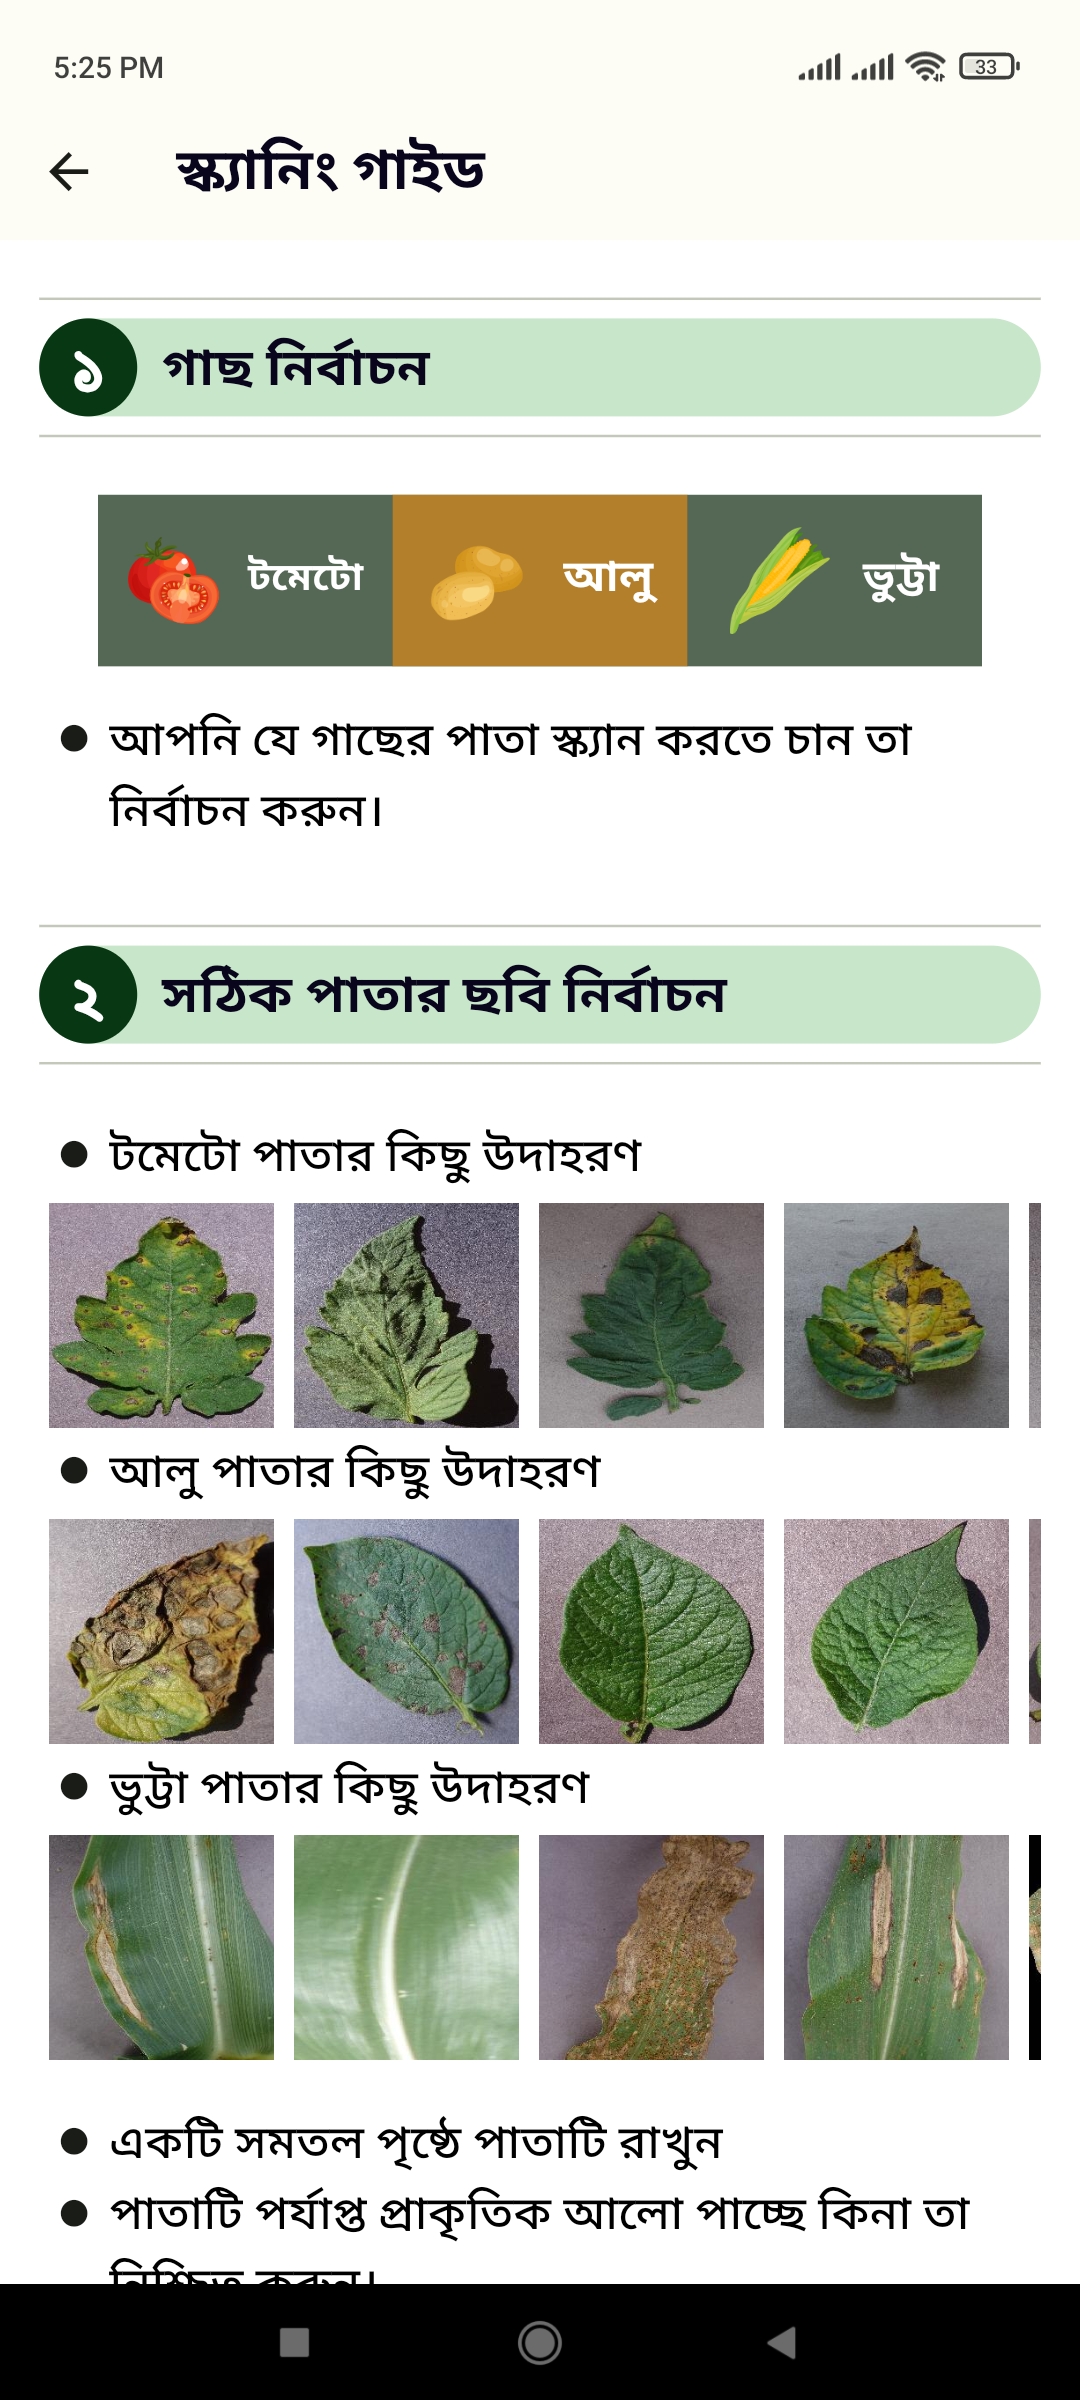 5:25 PM
33
স্ক্যানিং গাইড
১ গাছ নির্বাচন
টমেটো আলু ভুট্টা
আপনি যে গাছের পাতা স্ক্যান করতে চান তা
নির্বাচন করুন।
২ সঠিক পাতার ছবি নির্বাচন
টমেটো পাতার কিছু উদাহরণ
আলু পাতার কিছু উদাহরণ
ভুট্টা পাতার কিছু উদাহরণ
একটি সমতল পৃষ্ঠে পাতাটি রাখুন
পাতাটি পর্যাপ্ত প্রাকৃতিক আলো পাচ্ছে কিনা তা
নিশ্চিত করুন।